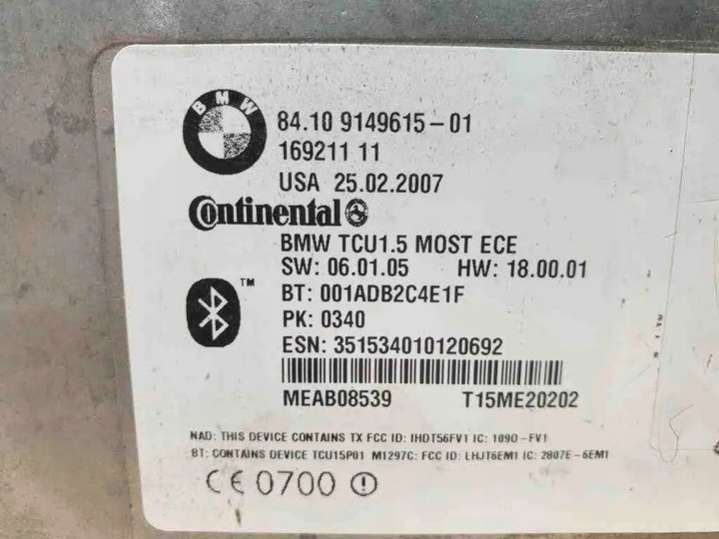 BMW
84.10 9149615-01
169211 11
USA 25.02.2007
Continental
BMW TCU1.5 MOST ECE
SW: 06.01.05 HW: 18.00.01
TM
BT: 001ADB2C4E1F
PK: 0340
ESN: 351534010120692
MEAB08539 T15ME20202
NAD: THIS DEVICE CONTAINS TX FCC ID: IHDT56FV1 IC: 109O-FV1
BT: CONTAINS DEVICE TCU15P01 M1297C: FCC ID: LHJT6EM1 IC: 2807E-6EM1
CE 0700